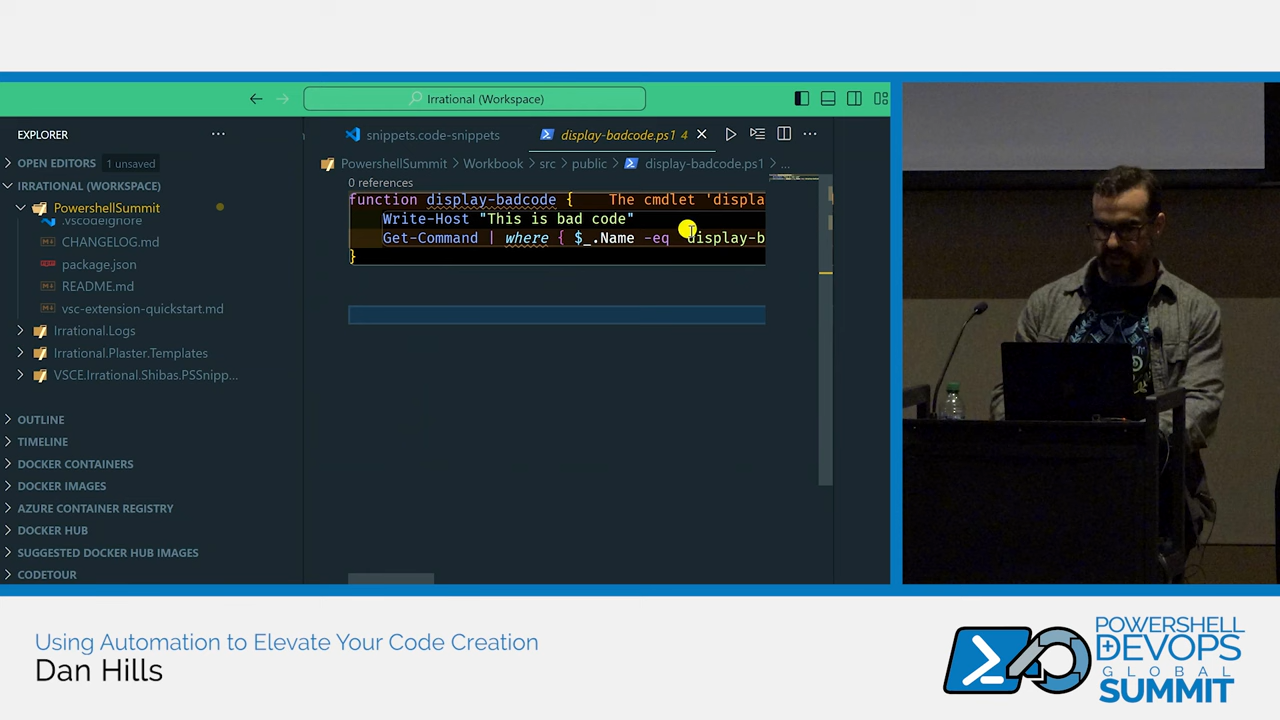 Irrational (Workspace)
EXPLORER
snippets.code-snippets
display-badcode.ps1 4
OPEN EDITORS
1 unsaved
PowershellSummit
Workbook
src
public
display-badcode.ps1
...
IRRATIONAL (WORKSPACE)
0 references
PowershellSummit
.vscodeignore
CHANGELOG.md
package.json
README.md
vsc-extension-quickstart.md
Irrational.Logs
Irrational.Plaster.Templates
VSCE.Irrational.Shibas.PSSnipp...
OUTLINE
TIMELINE
DOCKER CONTAINERS
DOCKER IMAGES
AZURE CONTAINER REGISTRY
DOCKER HUB
SUGGESTED DOCKER HUB IMAGES
CODETOUR
function display-badcode { The cmdlet 'displa
Write-Host "This is bad code"
Get-Command | where { $_.Name -eq "display-b
}
Using Automation to Elevate Your Code Creation
Dan Hills
POWERSHELL
+ DEVOPS
GLOBAL
SUMMIT